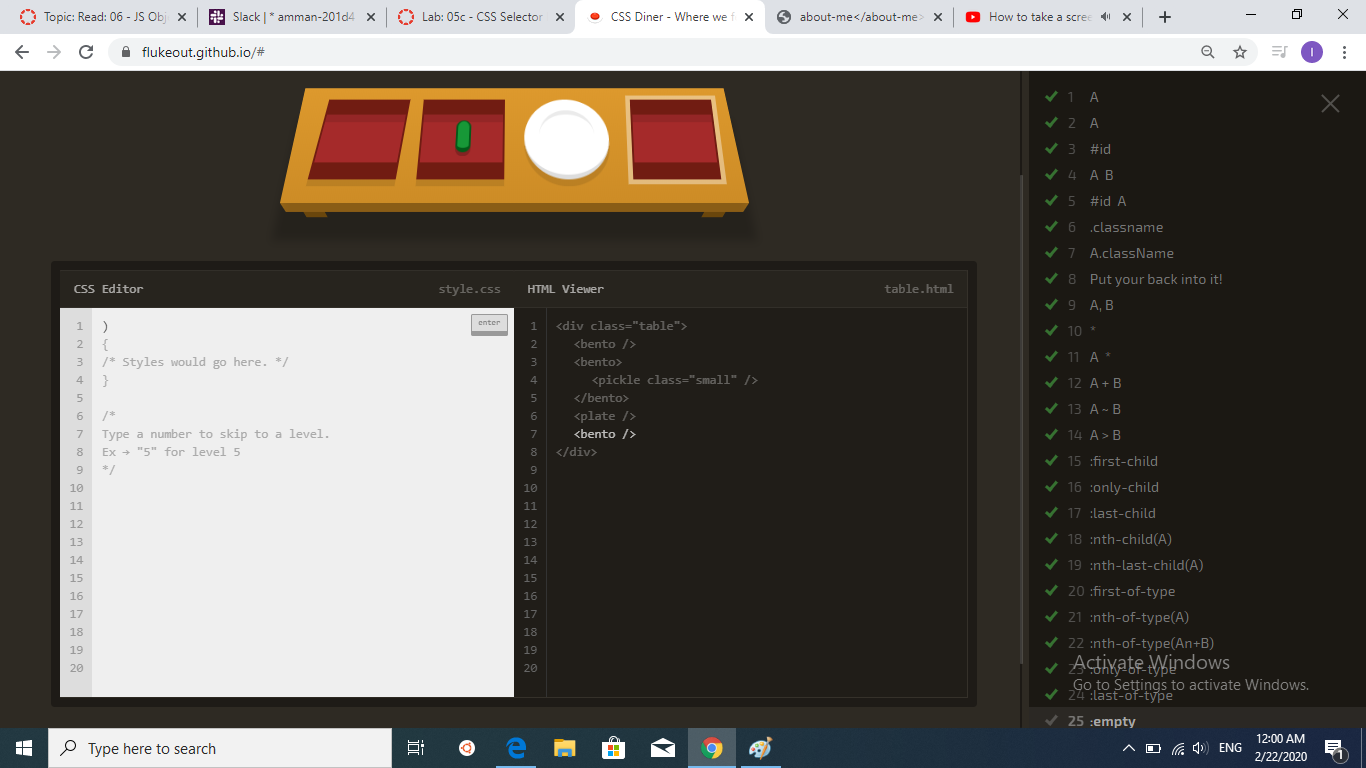 Topic: Read: 06 - JS Obj
Slack | * amman-201d4
Lab: 05c - CSS Selector
CSS Diner - Where we f
about-me</about-me>
How to take a scree
flukeout.github.io/#
I
1 A
2 A
3 #id
4 A B
5 #id A
6 .classname
7 A.className
8 Put your back into it!
9 A, B
10 *
11 A *
12 A + B
13 A ~ B
14 A > B
15 :first-child
16 :only-child
17 :last-child
18 :nth-child(A)
19 :nth-last-child(A)
20 :first-of-type
21 :nth-of-type(A)
22 :nth-of-type(An+B)
23 :only-of-type
24 :last-of-type
25 :empty
Activate Windows
Go to Settings to activate Windows.
CSS Editor style.css
enter
1 )
2 {
3 /* Styles would go here. */
4 }
5
6 /*
7 Type a number to skip to a level.
8 Ex → "5" for level 5
9 */
10
11
12
13
14
15
16
17
18
19
20
HTML Viewer table.html
1 <div class="table">
2 <bento />
3 <bento>
4 <pickle class="small" />
5 </bento>
6 <plate />
7 <bento />
8 </div>
9
10
11
12
13
14
15
16
17
18
19
20
Type here to search
ENG
12:00 AM
2/22/2020
1